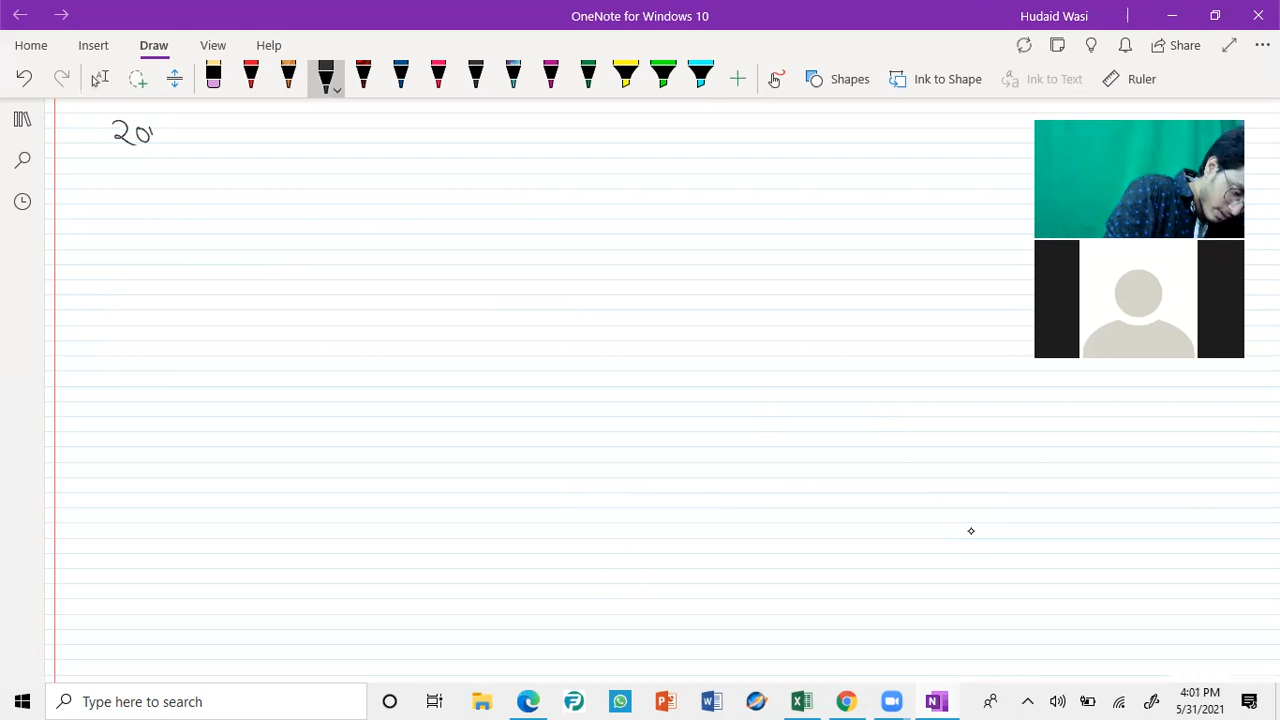 OneNote for Windows 10
Hudaid Wasi
Home Insert Draw View Help
Share
Shapes
Ink to Shape
Ink to Text
Ruler
20
Type here to search
4:01 PM
5/31/2021